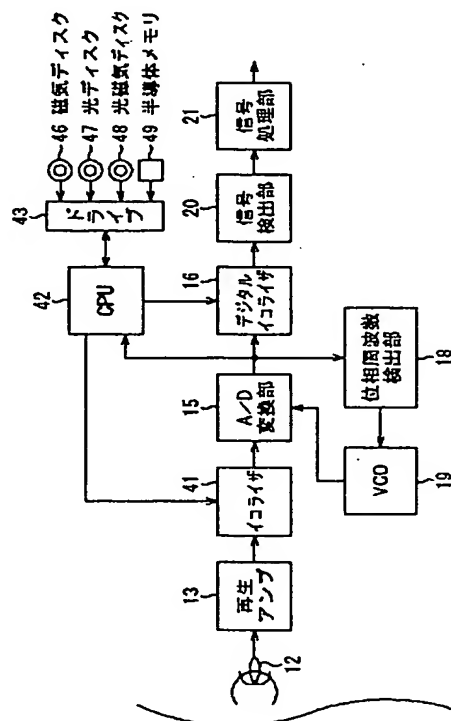 46 磁気ディスク
47 光ディスク
48 光磁気ディスク
49 半導体メモリ
43
ドライブ
42
CPU
12
13
再生
アンプ
41
イコライザ
15
A/D
変換部
16
デジタル
イコライザ
20
信号
検出部
21
信号
処理部
位相周波数
検出部
18
VCO
19